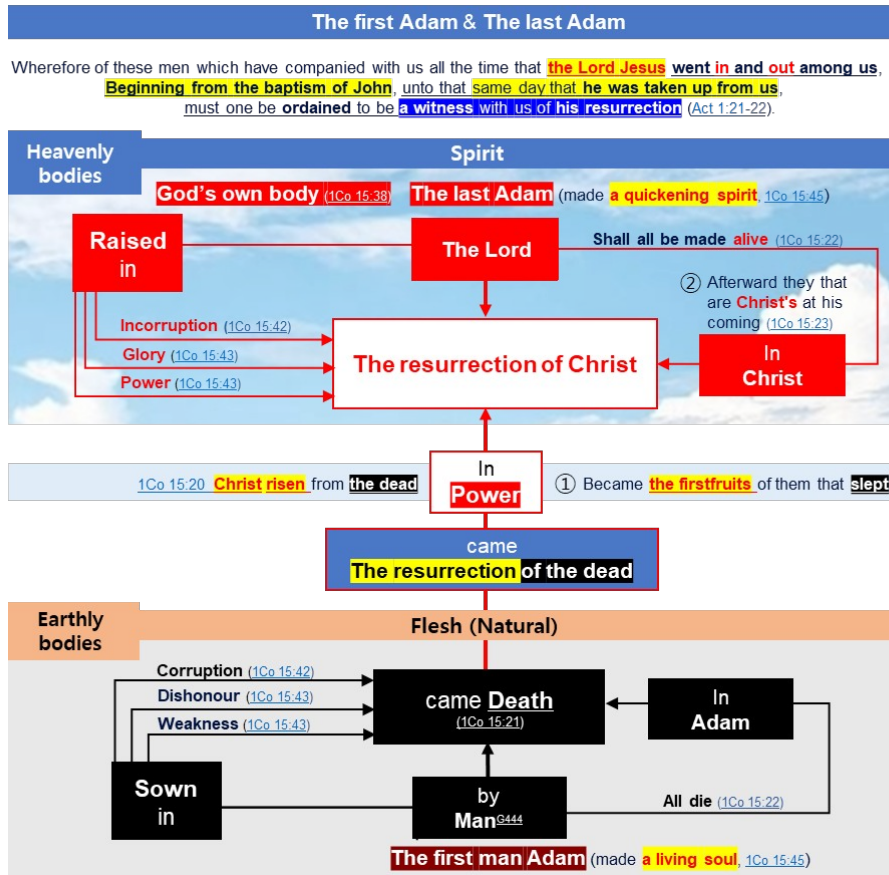 The first Adam & The last Adam
Wherefore of these men which have companied with us all the time that the Lord Jesus went in and out among us,
Beginning from the baptism of John, unto that same day that he was taken up from us,
must one be ordained to be a witness with us of his resurrection (Act 1:21-22).
Heavenly
bodies
Spirit
God's own body (1Co 15:38)
The last Adam (made a quickening spirit, 1Co 15:45)
Raised
in
The Lord
Shall all be made alive (1Co 15:22)
② Afterward they that
are Christ's at his
coming (1Co 15:23)
Incorruption (1Co 15:42)
Glory (1Co 15:43)
Power (1Co 15:43)
The resurrection of Christ
In
Christ
1Co 15:20 Christ risen from the dead
In
Power
① Became the firstfruits of them that slept
came
The resurrection of the dead
Earthly
bodies
Flesh (Natural)
Corruption (1Co 15:42)
Dishonour (1Co 15:43)
Weakness (1Co 15:43)
came Death
(1Co 15:21)
In
Adam
Sown
in
by
Man G444
All die (1Co 15:22)
The first man Adam (made a living soul, 1Co 15:45)